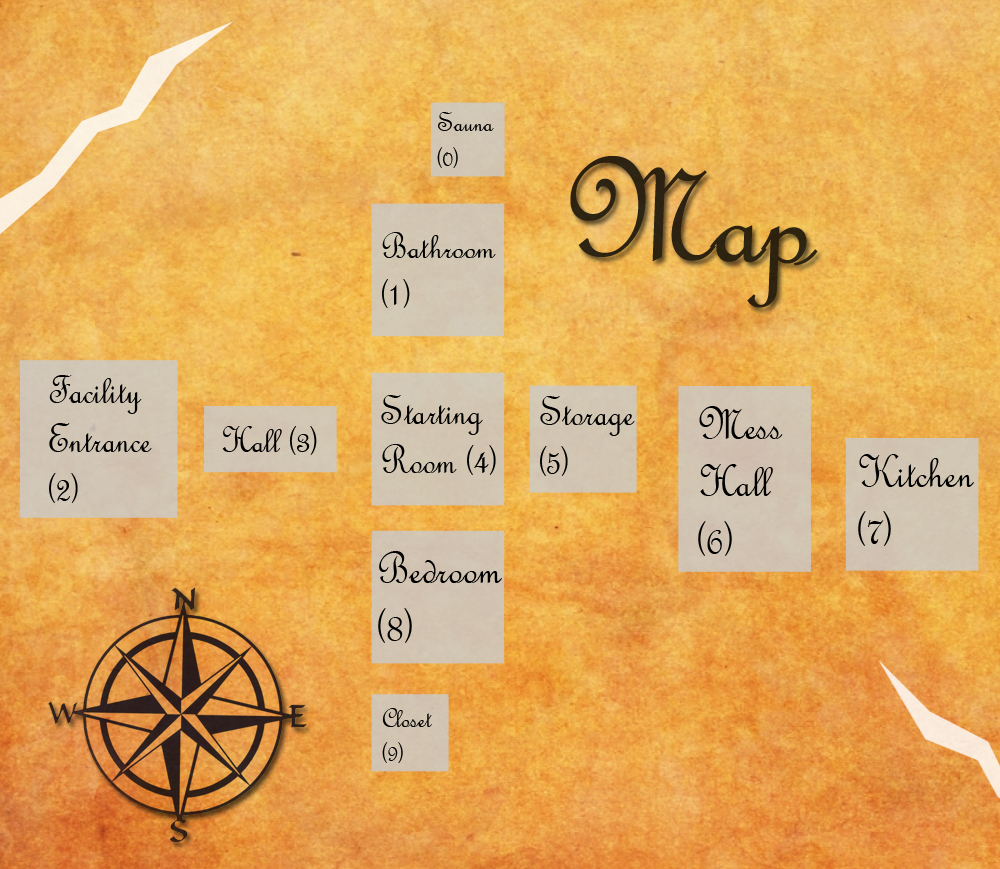 Sauna
(0)
Map
Bathroom
(1)
Facility
Entrance
(2)
Hall (3)
Starting
Room (4)
Storage
(5)
Mess
Hall
(6)
Kitchen
(7)
Bedroom
(8)
Closet
(9)
N
W
E
S